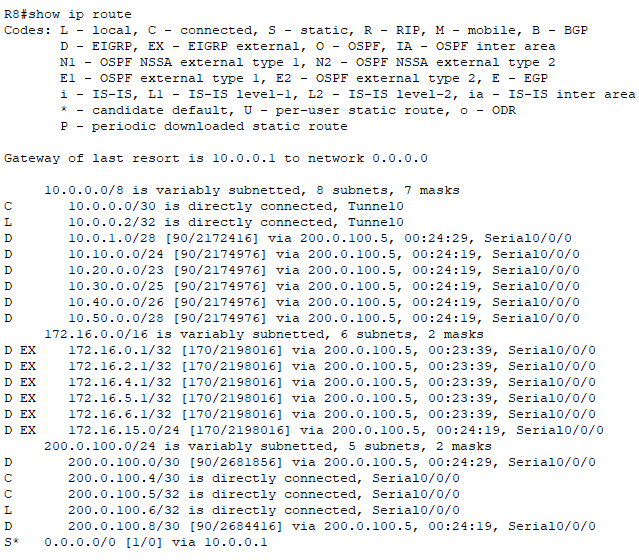 R8#show ip route
Codes: L - local, C - connected, S - static, R - RIP, M - mobile, B - BGP
       D - EIGRP, EX - EIGRP external, O - OSPF, IA - OSPF inter area
       N1 - OSPF NSSA external type 1, N2 - OSPF NSSA external type 2
       E1 - OSPF external type 1, E2 - OSPF external type 2, E - EGP
       i - IS-IS, L1 - IS-IS level-1, L2 - IS-IS level-2, ia - IS-IS inter area
       * - candidate default, U - per-user static route, o - ODR
       P - periodic downloaded static route

Gateway of last resort is 10.0.0.1 to network 0.0.0.0

     10.0.0.0/8 is variably subnetted, 8 subnets, 7 masks
C       10.0.0.0/30 is directly connected, Tunnel0
L       10.0.0.2/32 is directly connected, Tunnel0
D       10.0.1.0/28 [90/2172416] via 200.0.100.5, 00:24:29, Serial0/0/0
D       10.10.0.0/24 [90/2174976] via 200.0.100.5, 00:24:19, Serial0/0/0
D       10.20.0.0/23 [90/2174976] via 200.0.100.5, 00:24:19, Serial0/0/0
D       10.30.0.0/25 [90/2174976] via 200.0.100.5, 00:24:19, Serial0/0/0
D       10.40.0.0/26 [90/2174976] via 200.0.100.5, 00:24:19, Serial0/0/0
D       10.50.0.0/28 [90/2174976] via 200.0.100.5, 00:24:19, Serial0/0/0
     172.16.0.0/16 is variably subnetted, 6 subnets, 2 masks
D EX    172.16.0.1/32 [170/2198016] via 200.0.100.5, 00:23:39, Serial0/0/0
D EX    172.16.2.1/32 [170/2198016] via 200.0.100.5, 00:23:39, Serial0/0/0
D EX    172.16.4.1/32 [170/2198016] via 200.0.100.5, 00:23:39, Serial0/0/0
D EX    172.16.5.1/32 [170/2198016] via 200.0.100.5, 00:23:39, Serial0/0/0
D EX    172.16.6.1/32 [170/2198016] via 200.0.100.5, 00:23:39, Serial0/0/0
D EX    172.16.15.0/24 [170/2198016] via 200.0.100.5, 00:24:19, Serial0/0/0
     200.0.100.0/24 is variably subnetted, 5 subnets, 2 masks
D       200.0.100.0/30 [90/2681856] via 200.0.100.5, 00:24:29, Serial0/0/0
C       200.0.100.4/30 is directly connected, Serial0/0/0
C       200.0.100.5/32 is directly connected, Serial0/0/0
L       200.0.100.6/32 is directly connected, Serial0/0/0
D       200.0.100.8/30 [90/2684416] via 200.0.100.5, 00:24:19, Serial0/0/0
S*   0.0.0.0/0 [1/0] via 10.0.0.1